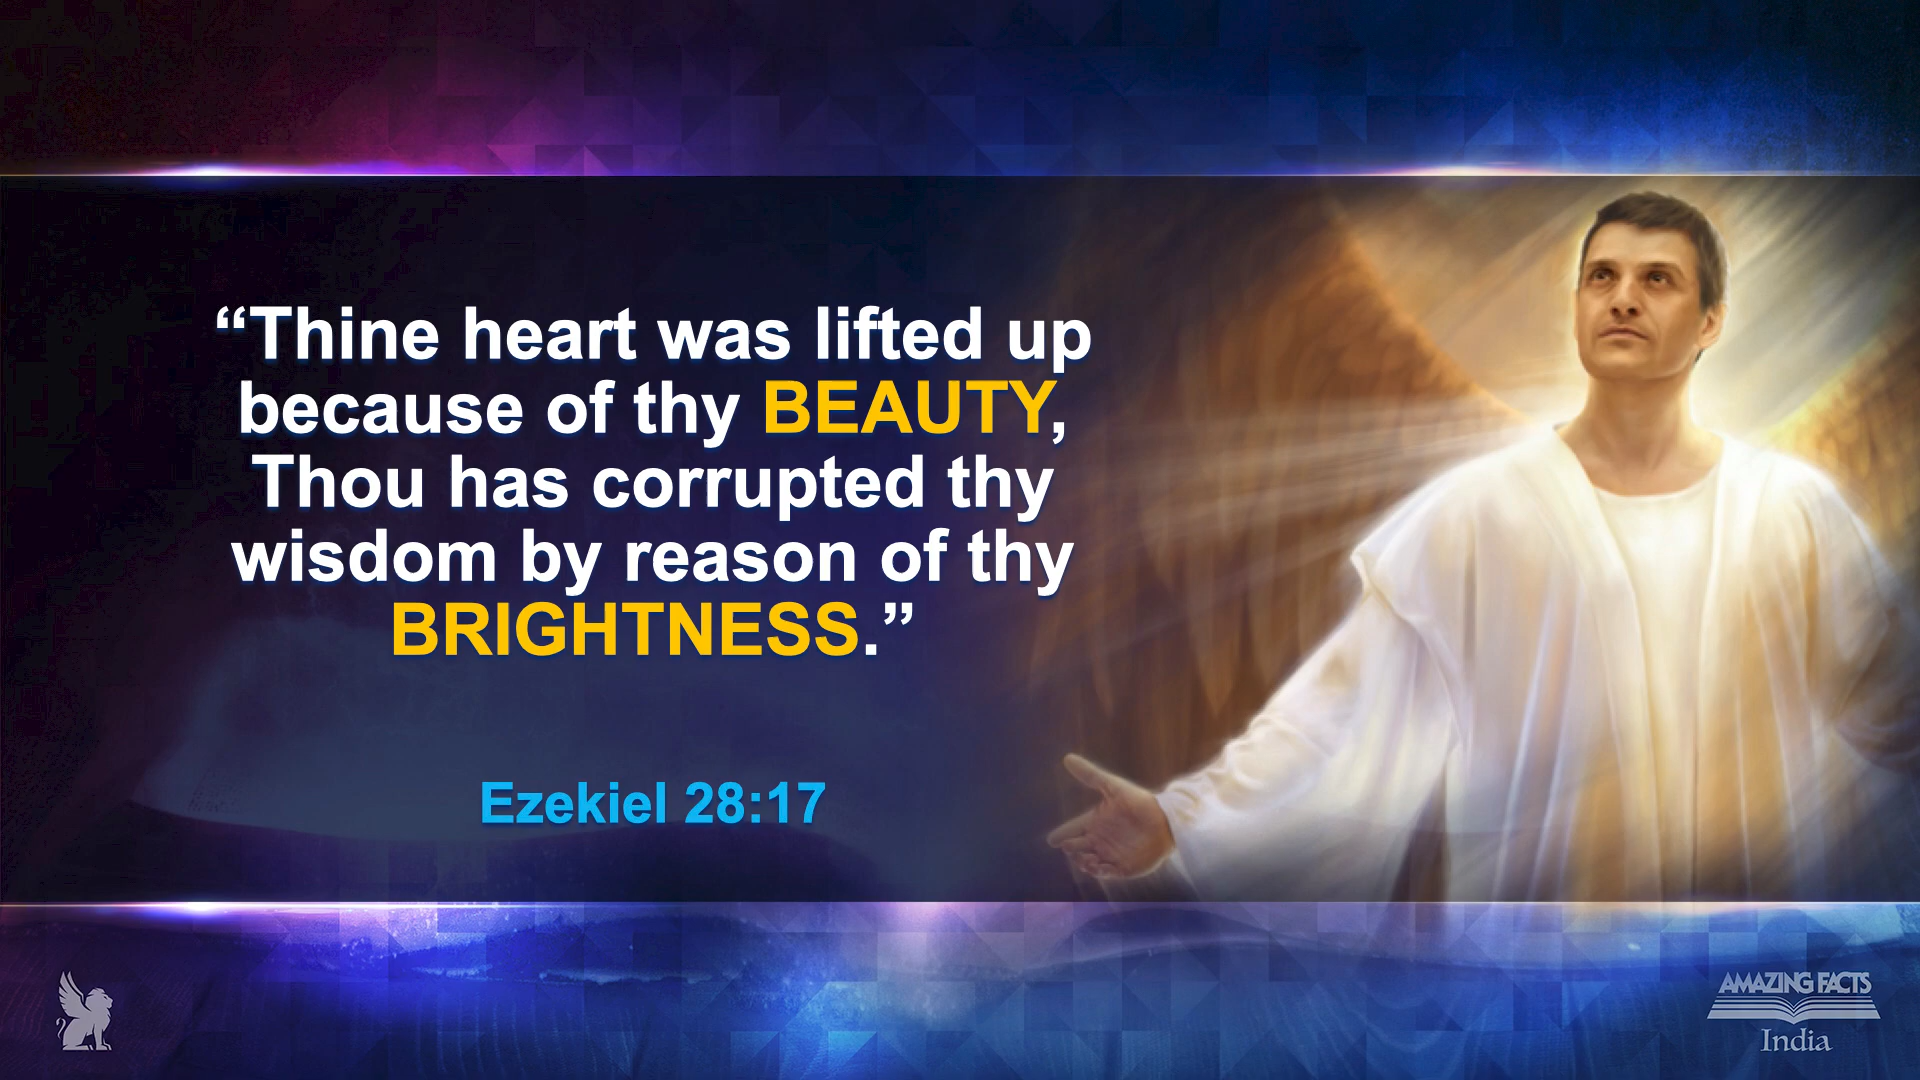 “Thine heart was lifted up
because of thy BEAUTY,
Thou has corrupted thy
wisdom by reason of thy
BRIGHTNESS.”
Ezekiel 28:17
AMAZING FACTS
India